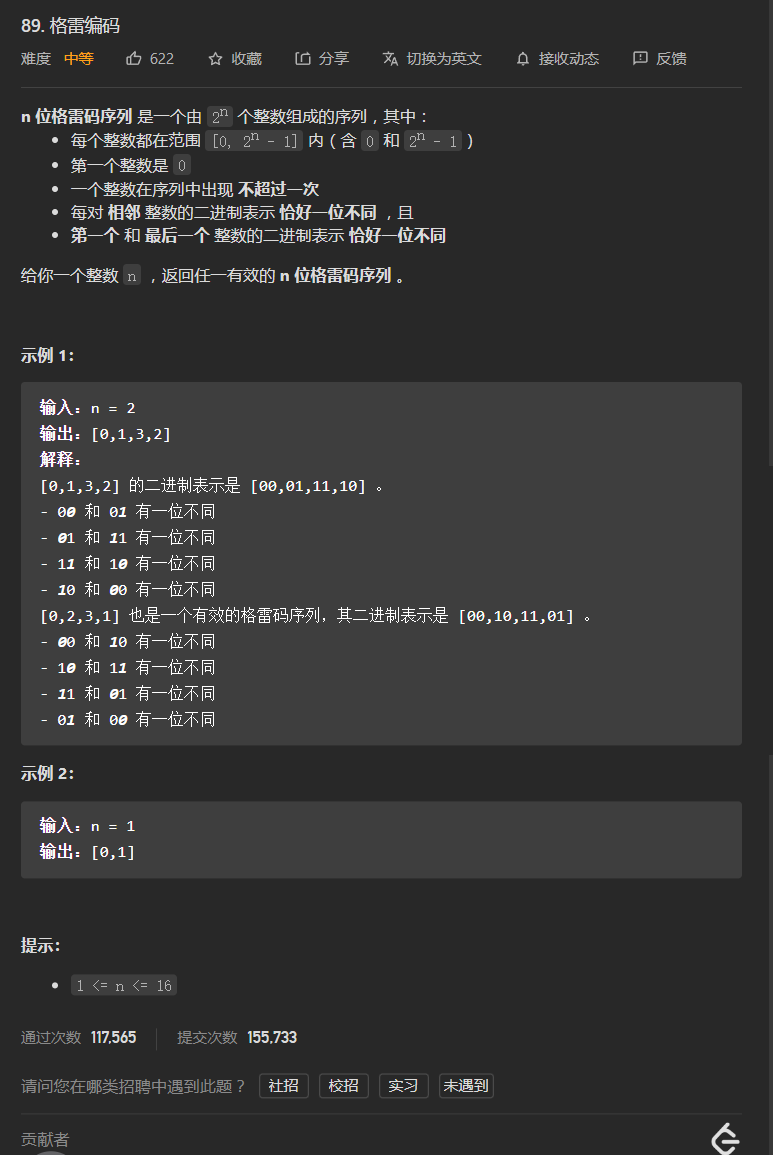 89. 格雷编码
难度 中等 622 收藏 分享 切换为英文 接收动态 反馈
n 位格雷码序列 是一个由 2ⁿ 个整数组成的序列，其中：
• 每个整数都在范围 [0, 2ⁿ - 1] 内（含 0 和 2ⁿ - 1）
• 第一个整数是 0
• 一个整数在序列中出现 不超过一次
• 每对 相邻 整数的二进制表示 恰好一位不同 ，且
• 第一个 和 最后一个 整数的二进制表示 恰好一位不同
给你一个整数 n ，返回任一有效的 n 位格雷码序列 。
示例 1：
输入：n = 2
输出：[0,1,3,2]
解释：
[0,1,3,2] 的二进制表示是 [00,01,11,10] 。
- 00 和 01 有一位不同
- 01 和 11 有一位不同
- 11 和 10 有一位不同
- 10 和 00 有一位不同
[0,2,3,1] 也是一个有效的格雷码序列，其二进制表示是 [00,10,11,01] 。
- 00 和 10 有一位不同
- 10 和 11 有一位不同
- 11 和 01 有一位不同
- 01 和 00 有一位不同
示例 2：
输入：n = 1
输出：[0,1]
提示：
• 1 <= n <= 16
通过次数 117,565 提交次数 155,733
请问您在哪类招聘中遇到此题？ 社招 校招 实习 未遇到
贡献者